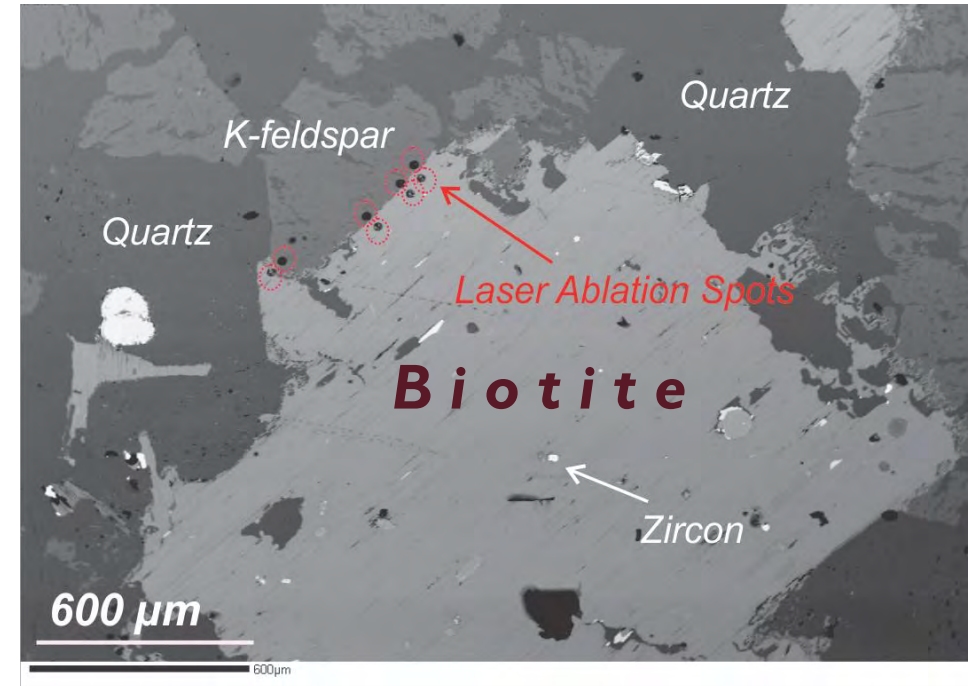 Quartz
K-feldspar
Quartz
Laser Ablation Spots
Biotite
Zircon
600 µm
600µm